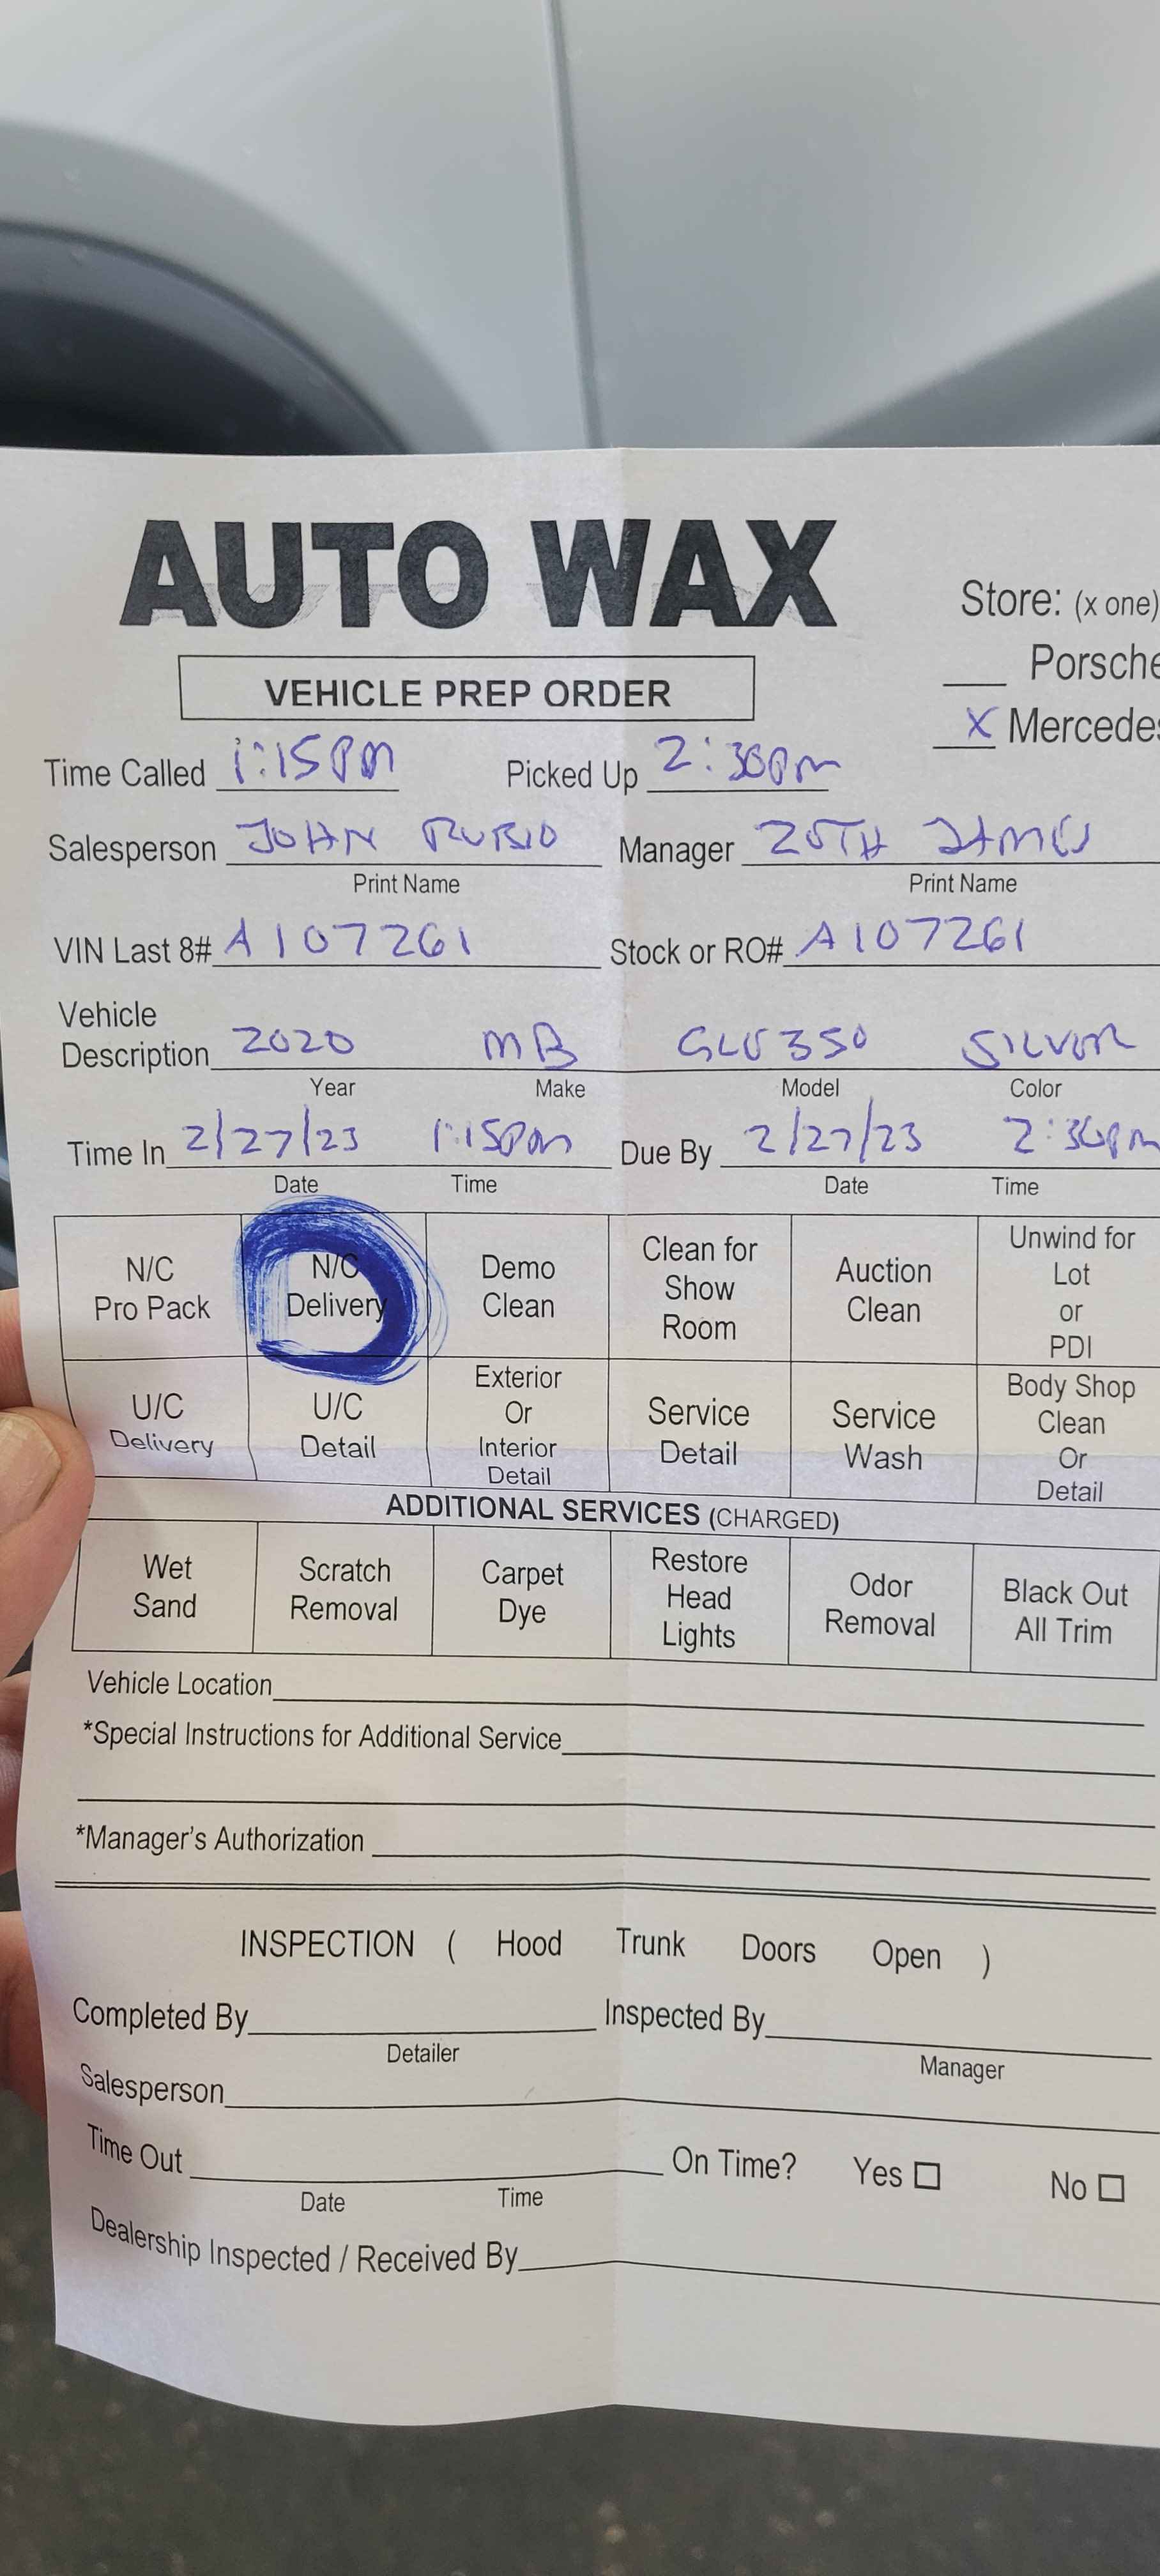 AUTO WAX
Store: (x one)
Porsche
VEHICLE PREP ORDER
X Mercedes
Time Called 1:15pm Picked Up 2:30pm
Salesperson JOHN RUBIO Manager JAMES
Print Name Print Name
VIN Last 8# A107261 Stock or RO# A107261
Vehicle
Description 2020 MB 350 SILVER
Year Make Model Color
Time In 2/27/23 1:15pm Due By 2/27/23 2:30pm
Date Time Date Time
N/C Pro Pack N/C Delivery Demo Clean Clean for Show Room Auction Clean Unwind for Lot or PDI
U/C Delivery U/C Detail Exterior Or Interior Detail Service Detail Service Wash Body Shop Clean Or Detail
ADDITIONAL SERVICES (CHARGED)
Wet Sand Scratch Removal Carpet Dye Restore Head Lights Odor Removal Black Out All Trim
Vehicle Location
*Special Instructions for Additional Service
*Manager's Authorization
INSPECTION ( Hood Trunk Doors Open )
Completed By Inspected By
Detailer Manager
Salesperson
Time Out On Time? Yes No
Date Time
Dealership Inspected / Received By